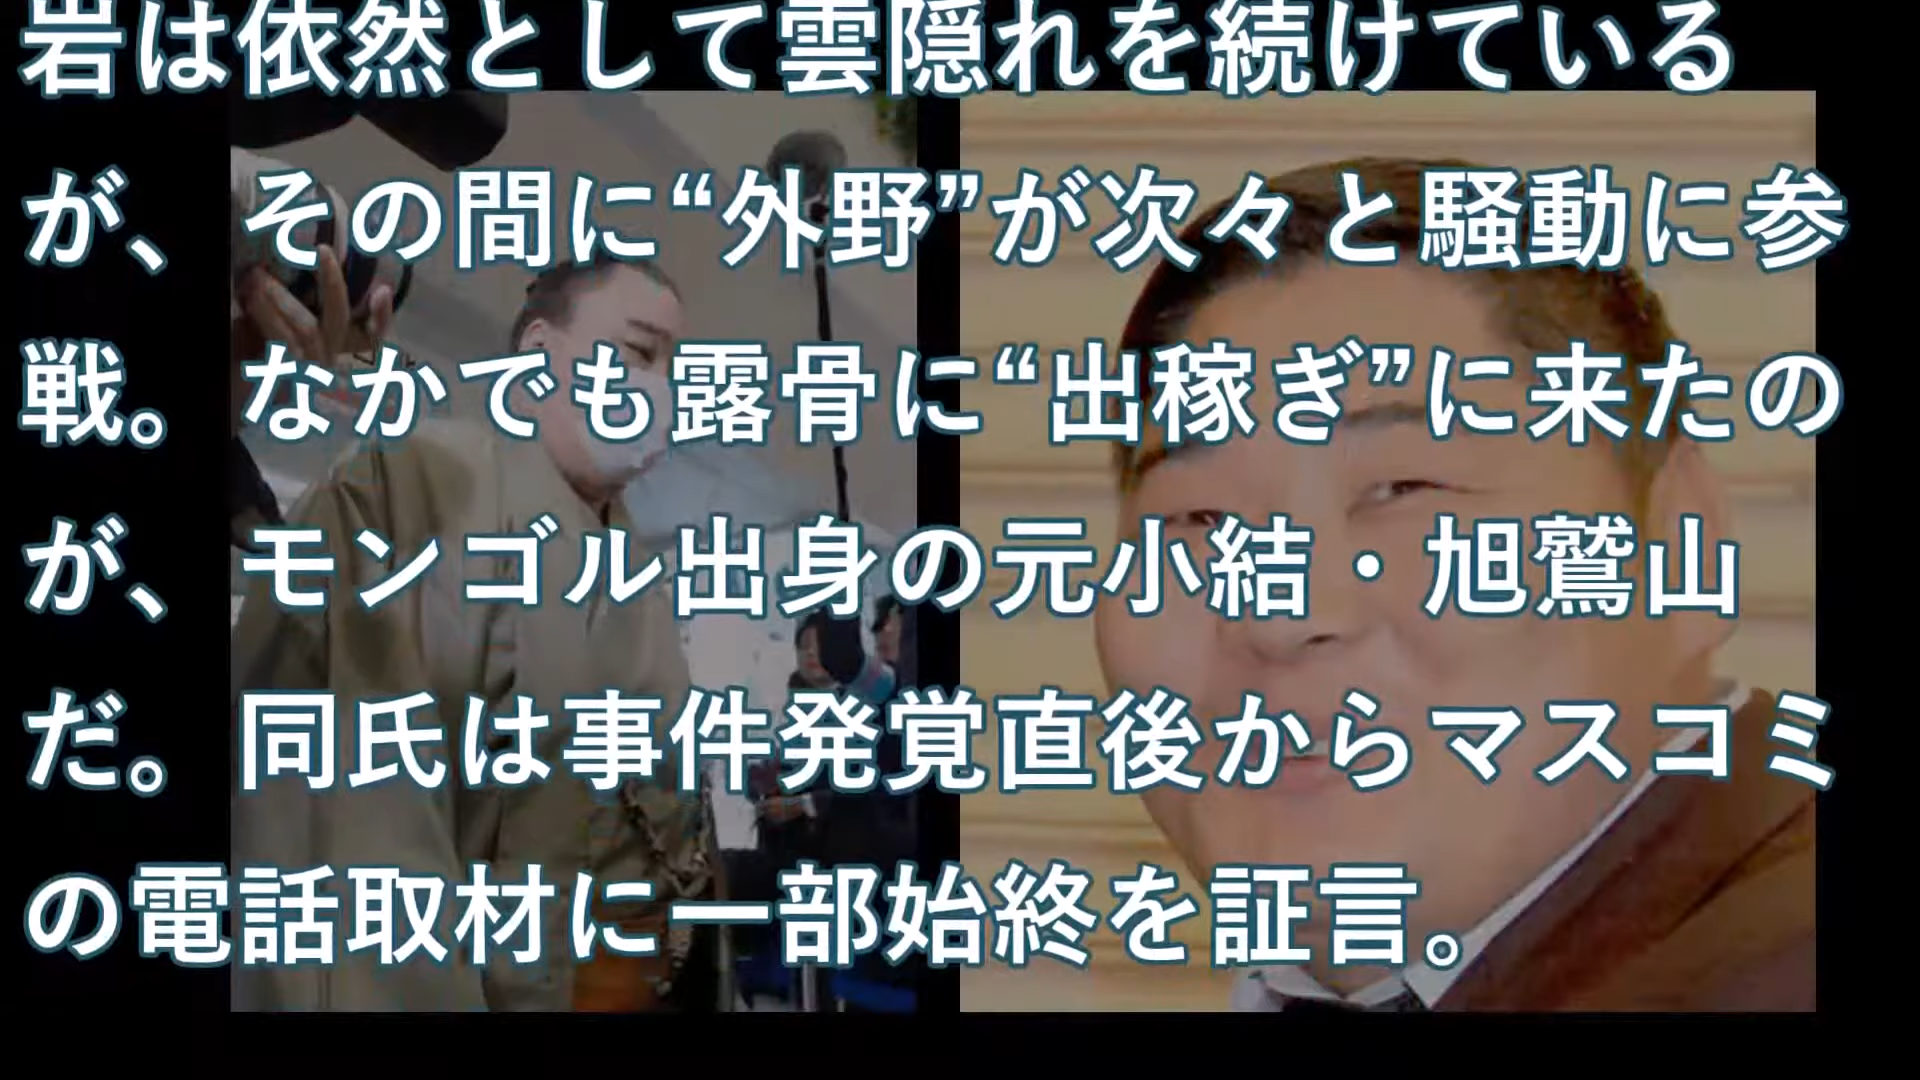 岩は依然として雲隠れを続けている
が、その間に“外野”が次々と騒動に参
戦。なかでも露骨に“出稼ぎ”に来たの
が、モンゴル出身の元小結・旭鷲山
だ。同氏は事件発覚直後からマスコミ
の電話取材に一部始終を証言。